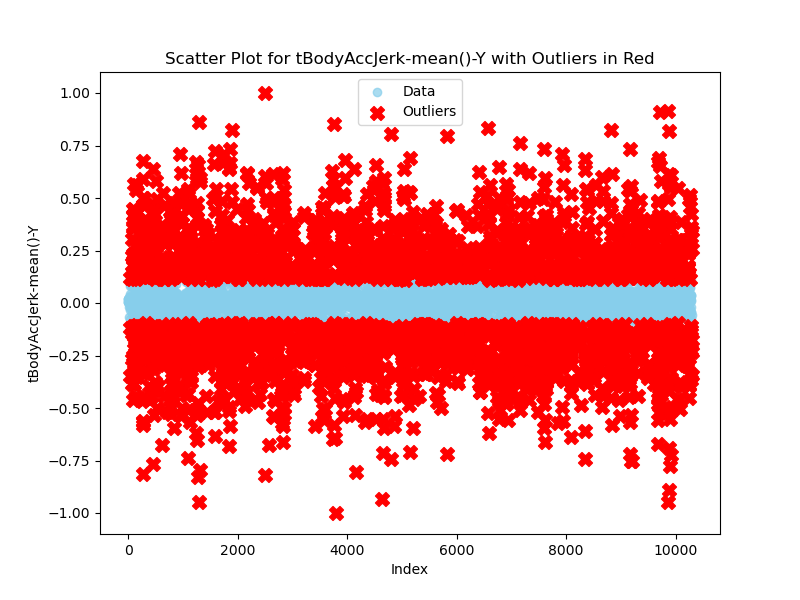 Scatter Plot for tBodyAccJerk-mean()-Y with Outliers in Red
Data
Outliers
1.00
0.75
0.50
0.25
0.00
−0.25
−0.50
−0.75
−1.00
tBodyAccJerk-mean()-Y
0 2000 4000 6000 8000 10000
Index